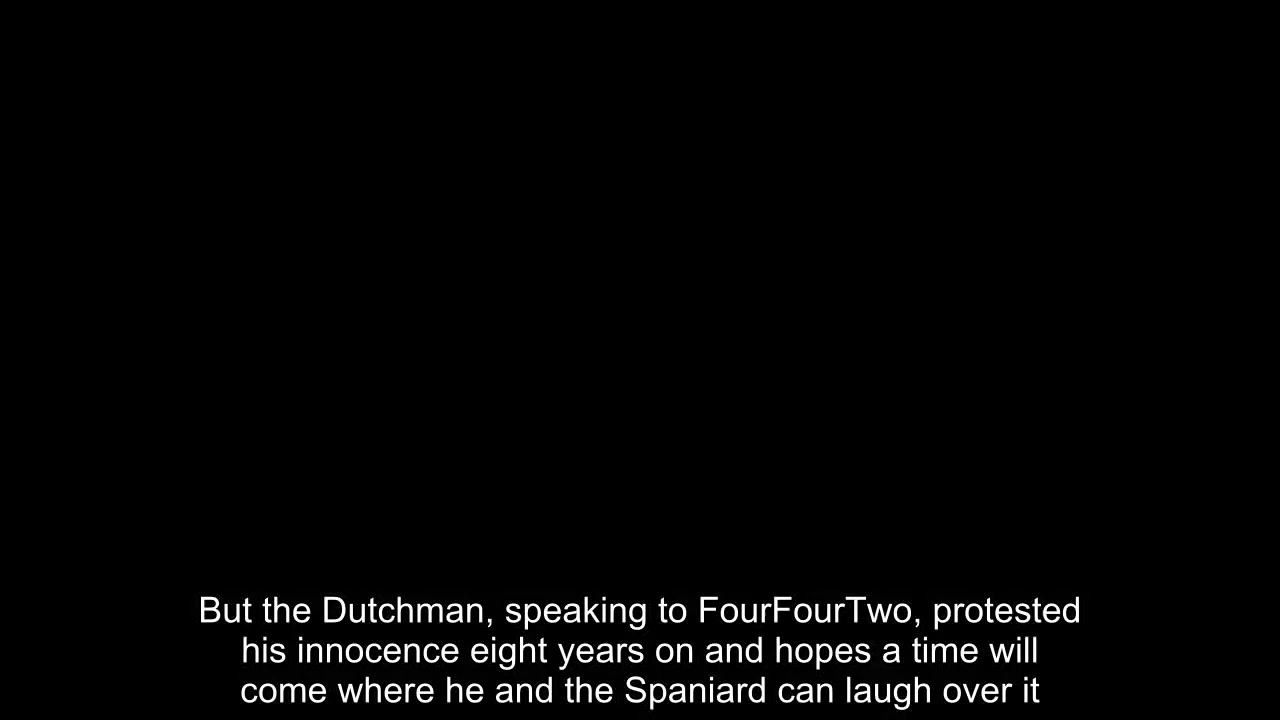 But the Dutchman, speaking to FourFourTwo, protested
his innocence eight years on and hopes a time will
come where he and the Spaniard can laugh over it